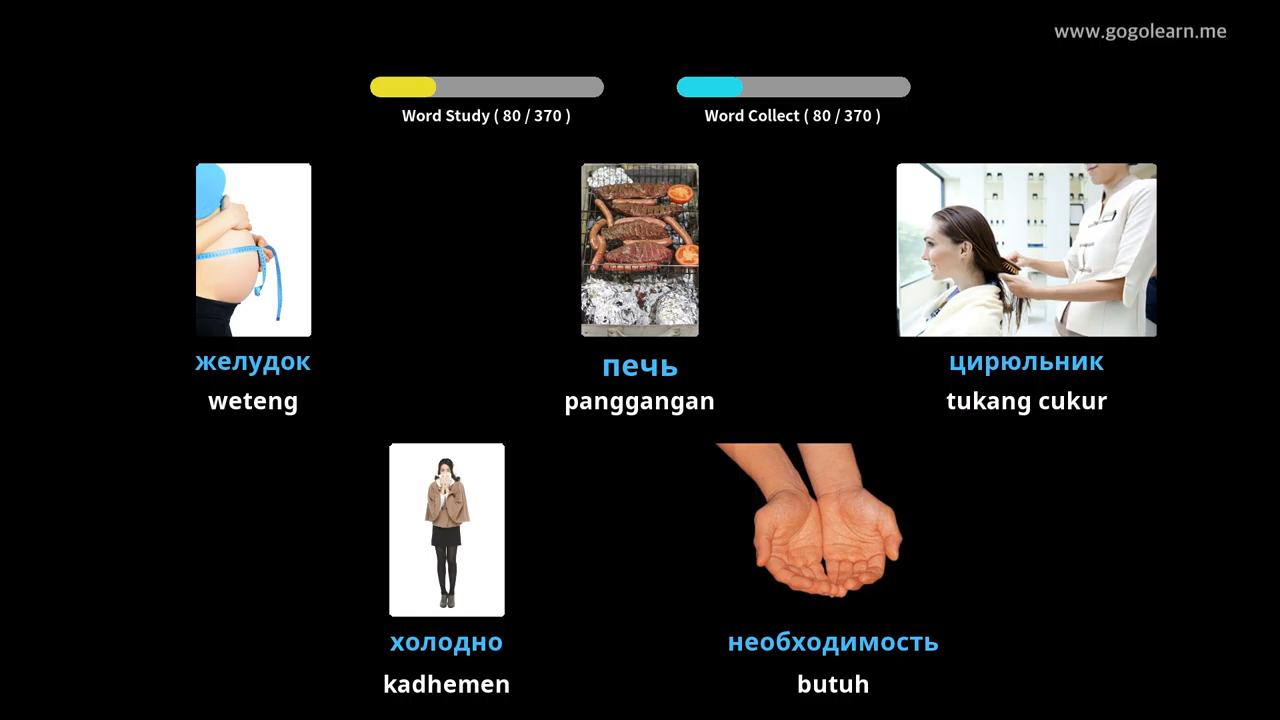 www.gogolearn.me
Word Study ( 80 / 370 )
Word Collect ( 80 / 370 )
желудок
weteng
печь
panggangan
цирюльник
tukang cukur
холодно
kadhemen
необходимость
butuh